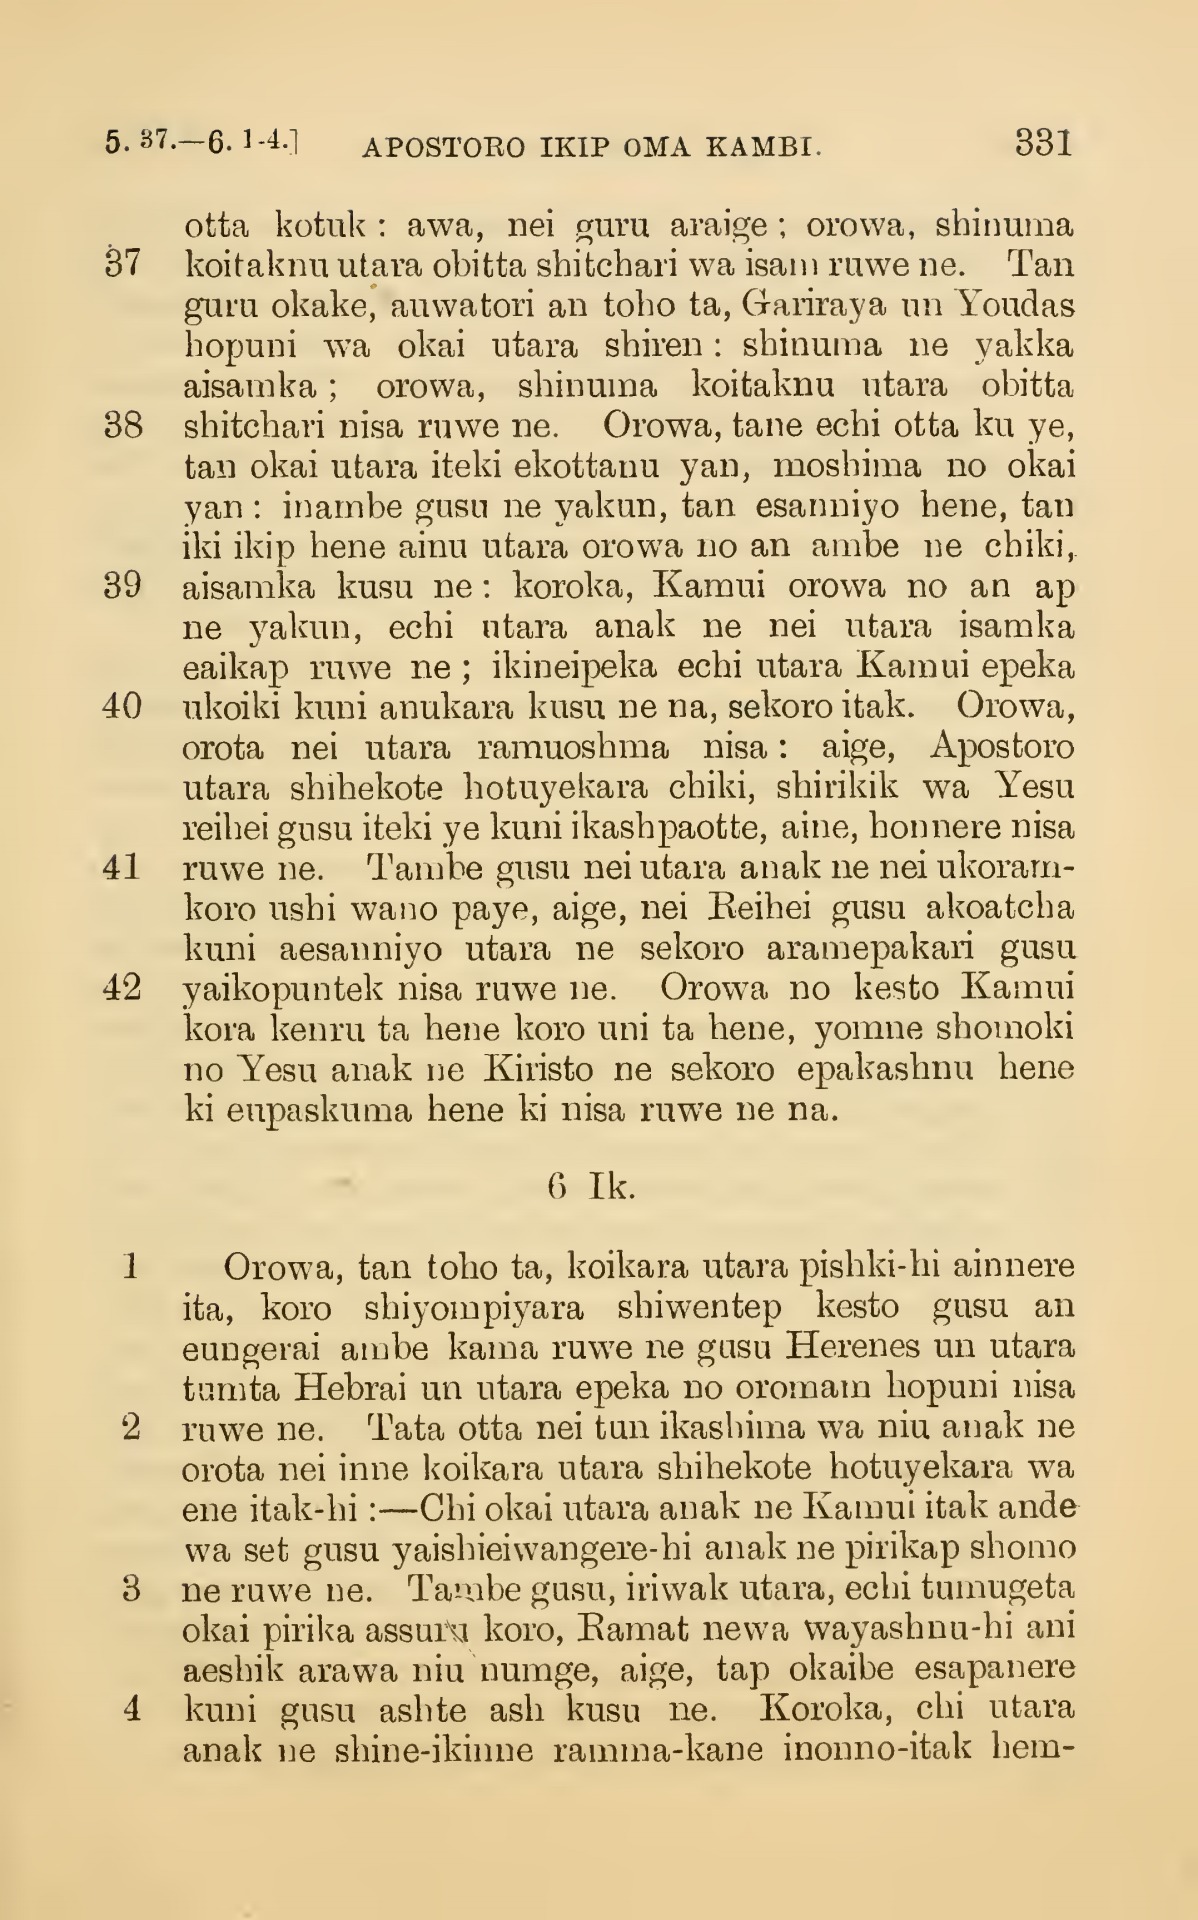 5. 37.—6. 1-4.] APOSTORO IKIP OMA KAMBI. 331
otta kotuk : awa, nei guru araige ; orowa, shinuma
37 koitaknu utara obitta shitchari wa isam ruwe ne. Tan
guru okake, auwatori an toho ta, Gariraya un Youdas
hopuni wa okai utara shiren : shinuma ne yakka
aisamka ; orowa, shinuma koitaknu utara obitta
38 shitchari nisa ruwe ne. Orowa, tane echi otta ku ye,
tan okai utara iteki ekottanu yan, moshima no okai
yan : inambe gusu ne yakun, tan esanniyo hene, tan
iki ikip hene ainu utara orowa no an ambe ne chiki,
39 aisamka kusu ne : koroka, Kamui orowa no an ap
ne yakun, echi utara anak ne nei utara isamka
eaikap ruwe ne ; ikineipeka echi utara Kamui epeka
40 ukoiki kuni anukara kusu ne na, sekoro itak. Orowa,
orota nei utara ramuoshma nisa : aige, Apostoro
utara shihekote hotuyekara chiki, shirikik wa Yesu
reihei gusu iteki ye kuni ikashpaotte, aine, honnere nisa
41 ruwe ne. Tambe gusu nei utara anak ne nei ukoram-
koro ushi wano paye, aige, nei Reihei gusu akoatcha
kuni aesanniyo utara ne sekoro aramepakari gusu
42 yaikopuntek nisa ruwe ne. Orowa no kesto Kamui
kora kenru ta hene koro uni ta hene, yomne shomoki
no Yesu anak ne Kiristo ne sekoro epakashnu hene
ki eupaskuma hene ki nisa ruwe ne na.
6 Ik.
1 Orowa, tan toho ta, koikara utara pishki-hi ainnere
ita, koro shiyompiyara shiwentep kesto gusu an
eungerai ambe kama ruwe ne gusu Herenes un utara
tumta Hebrai un utara epeka no oromam hopuni nisa
2 ruwe ne. Tata otta nei tun ikashima wa niu anak ne
orota nei inne koikara utara shihekote hotuyekara wa
ene itak-hi :—Chi okai utara anak ne Kamui itak ande
wa set gusu yaishieiwangere-hi anak ne pirikap shomo
3 ne ruwe ne. Tambe gusu, iriwak utara, echi tumugeta
okai pirika assuru koro, Ramat newa wayashnu-hi ani
aeshik arawa niu numge, aige, tap okaibe esapanere
4 kuni gusu ashte ash kusu ne. Koroka, chi utara
anak ne shine-ikinne ramma-kane inonno-itak hem-